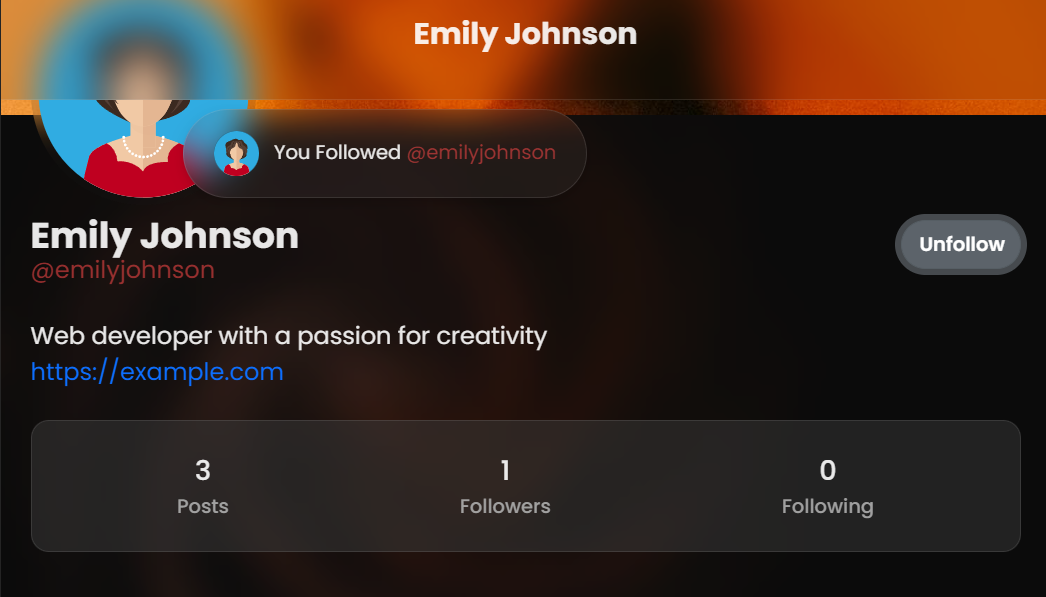 Emily Johnson
You Followed @emilyjohnson
Emily Johnson
@emilyjohnson
Unfollow
Web developer with a passion for creativity
https://example.com
3
Posts
1
Followers
0
Following